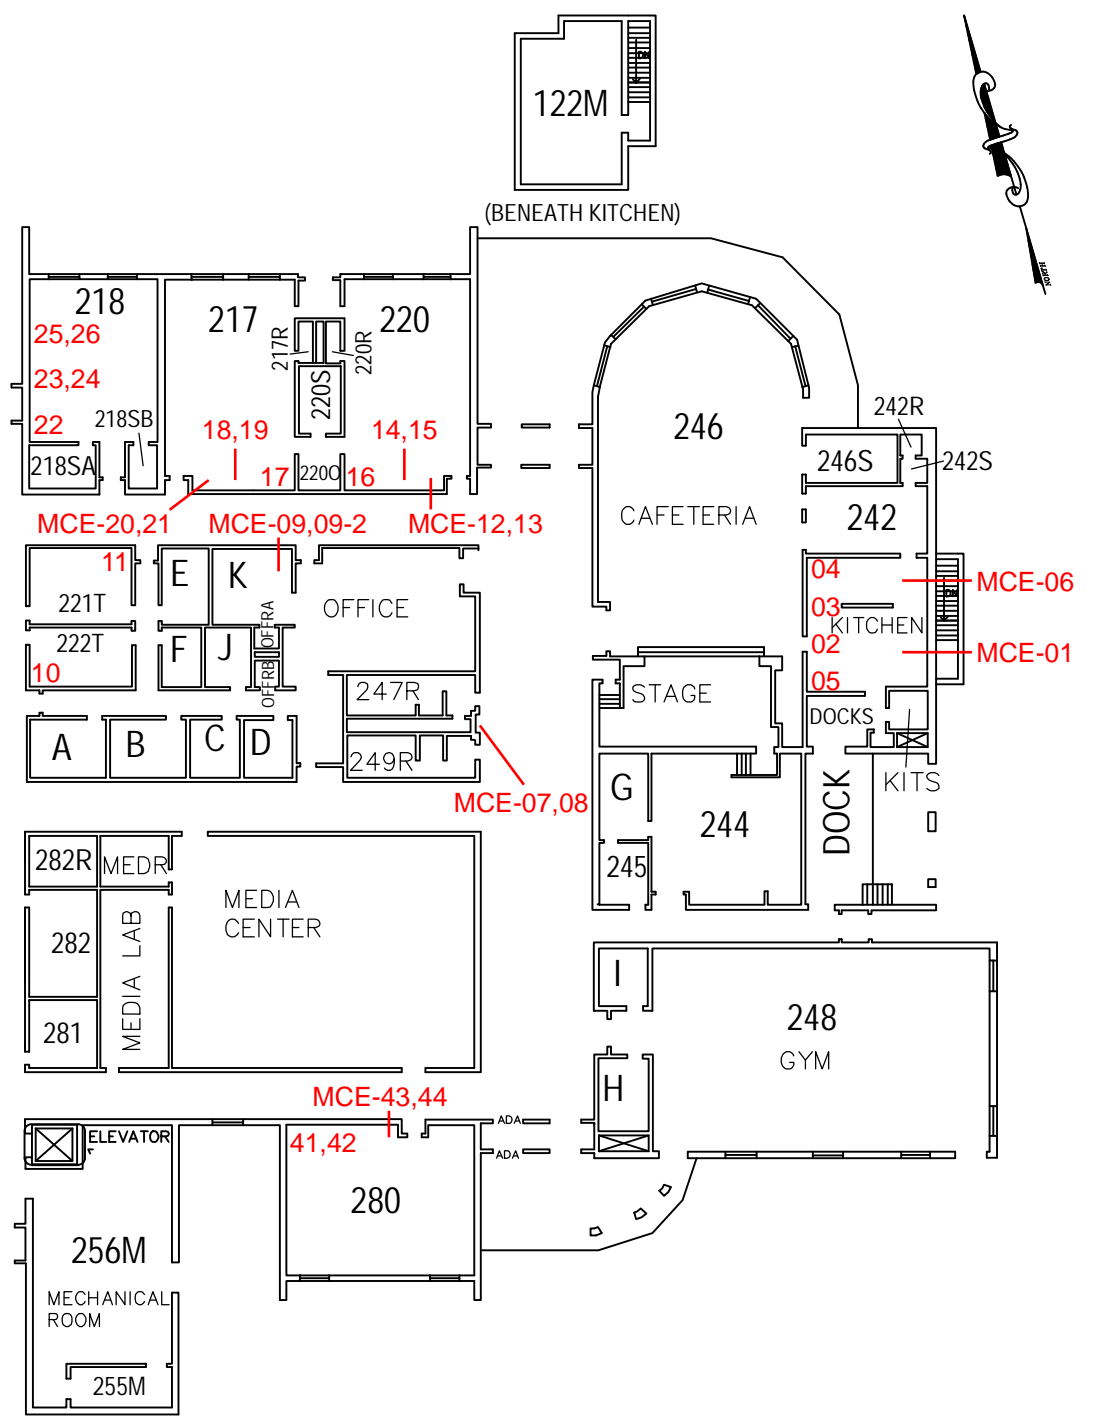 122M
DN
(BENEATH KITCHEN)
NORTH
218
217
220
25,26
217R
220R
23,24
220S
22
218SB
18,19
14,15
246
242R
218SA
17
220O
16
246S
242S
MCE-20,21
MCE-09,09-2
MCE-12,13
CAFETERIA
242
11
E
K
04
MCE-06
DN
221T
OFFRA
OFFICE
03
KITCHEN
222T
F
J
02
MCE-01
10
OFFRB
247R
STAGE
05
DOCKS
A
B
C
D
249R
KITS
MCE-07,08
G
244
DOCK
282R
MEDR
245
MEDIA
CENTER
282
MEDIA LAB
I
281
248
GYM
H
MCE-43,44
ELEVATOR
1
41,42
ADA
ADA
280
256M
MECHANICAL
ROOM
255M